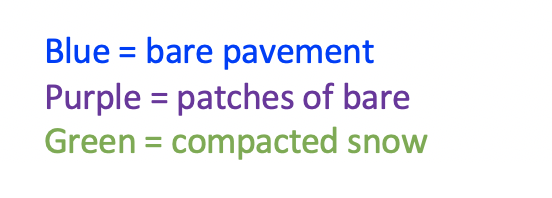 Blue = bare pavement
Purple = patches of bare
Green = compacted snow